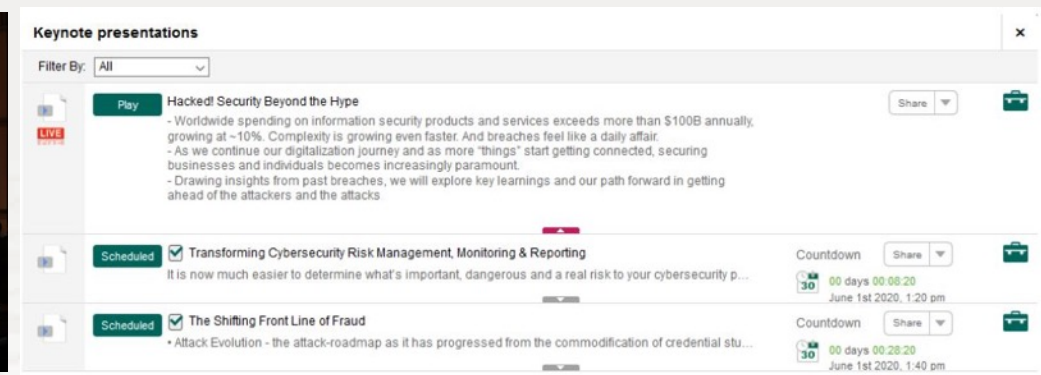 Keynote presentations
×
Filter By: All
Play
Hacked! Security Beyond the Hype
Share
LIVE
- Worldwide spending on information security products and services exceeds more than $100B annually,
growing at ~10%. Complexity is growing even faster. And breaches feel like a daily affair.
- As we continue our digitalization journey and as more "things" start getting connected, securing
businesses and individuals becomes increasingly paramount.
- Drawing insights from past breaches, we will explore key learnings and our path forward in getting
ahead of the attackers and the attacks
Scheduled
Transforming Cybersecurity Risk Management, Monitoring & Reporting
Countdown
Share
It is now much easier to determine what's important, dangerous and a real risk to your cybersecurity p...
30
00 days 00:08:20
June 1st 2020, 1:20 pm
Scheduled
The Shifting Front Line of Fraud
Countdown
Share
• Attack Evolution - the attack-roadmap as it has progressed from the commodification of credential stu...
30
00 days 00:28:20
June 1st 2020, 1:40 pm